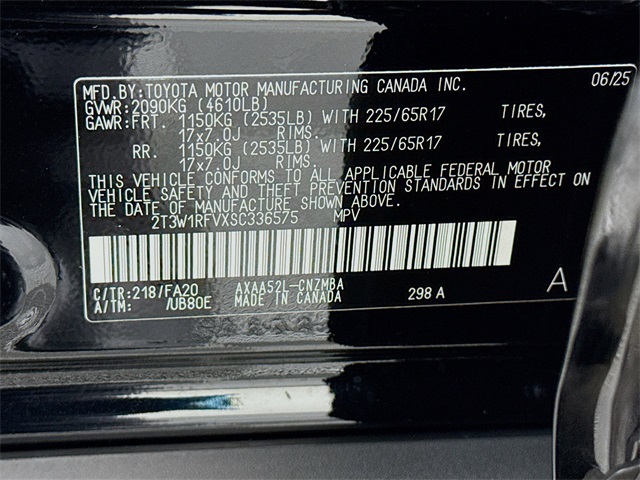 MFD.BY:TOYOTA MOTOR MANUFACTURING CANADA INC. 06/25
GVWR:2090KG (4610LB)
GAWR:FRT. 1150KG (2535LB) WITH 225/65R17 TIRES,
17x7.0J RIMS.
RR. 1150KG (2535LB) WITH 225/65R17 TIRES,
17x7.0J RIMS.
THIS VEHICLE CONFORMS TO ALL APPLICABLE FEDERAL MOTOR
VEHICLE SAFETY AND THEFT PREVENTION STANDARDS IN EFFECT ON
THE DATE OF MANUFACTURE SHOWN ABOVE.
2T3W1RFVXSC336575 MPV
C/TR:218/FA20 AXAA52L-CNZMBA A
A/TM: /UB80E MADE IN CANADA 298 A